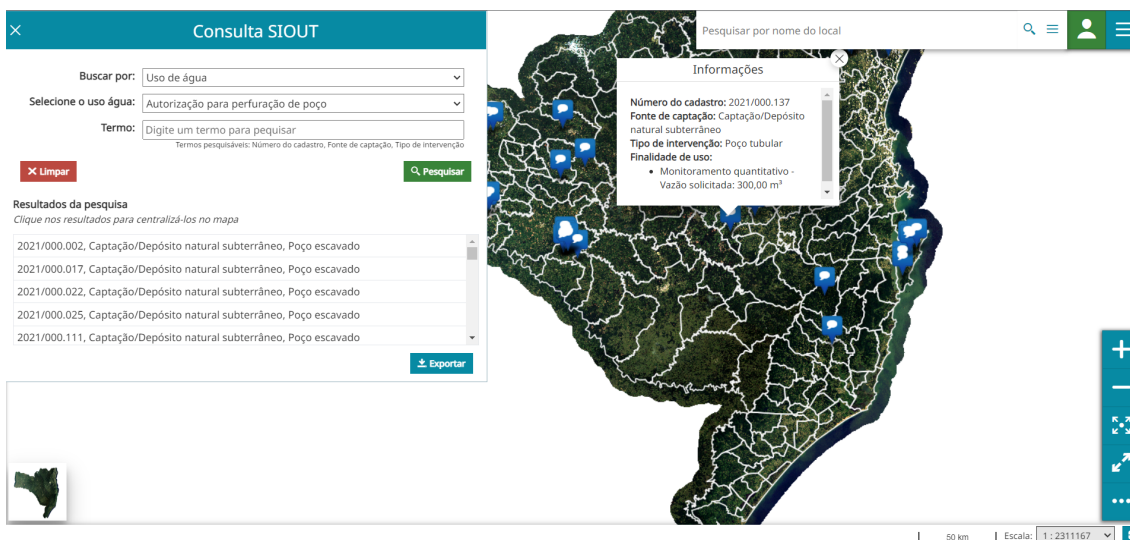 Consulta SIOUT
Buscar por: Uso de água
Selecione o uso água: Autorização para perfuração de poço
Termo: Digite um termo para pequisar
Termos pesquisáveis: Número do cadastro, Fonte de captação, Tipo de intervenção
Limpar
Pesquisar
Resultados da pesquisa
Clique nos resultados para centralizá-los no mapa
2021/000.002, Captação/Depósito natural subterrâneo, Poço escavado
2021/000.017, Captação/Depósito natural subterrâneo, Poço escavado
2021/000.022, Captação/Depósito natural subterrâneo, Poço escavado
2021/000.025, Captação/Depósito natural subterrâneo, Poço escavado
2021/000.111, Captação/Depósito natural subterrâneo, Poço escavado
Exportar
Pesquisar por nome do local
Informações
Número do cadastro: 2021/000.137
Fonte de captação: Captação/Depósito
natural subterrâneo
Tipo de intervenção: Poço tubular
Finalidade de uso:
• Monitoramento quantitativo -
Vazão solicitada: 300,00 m³
50 km
Escala: 1 : 2311167